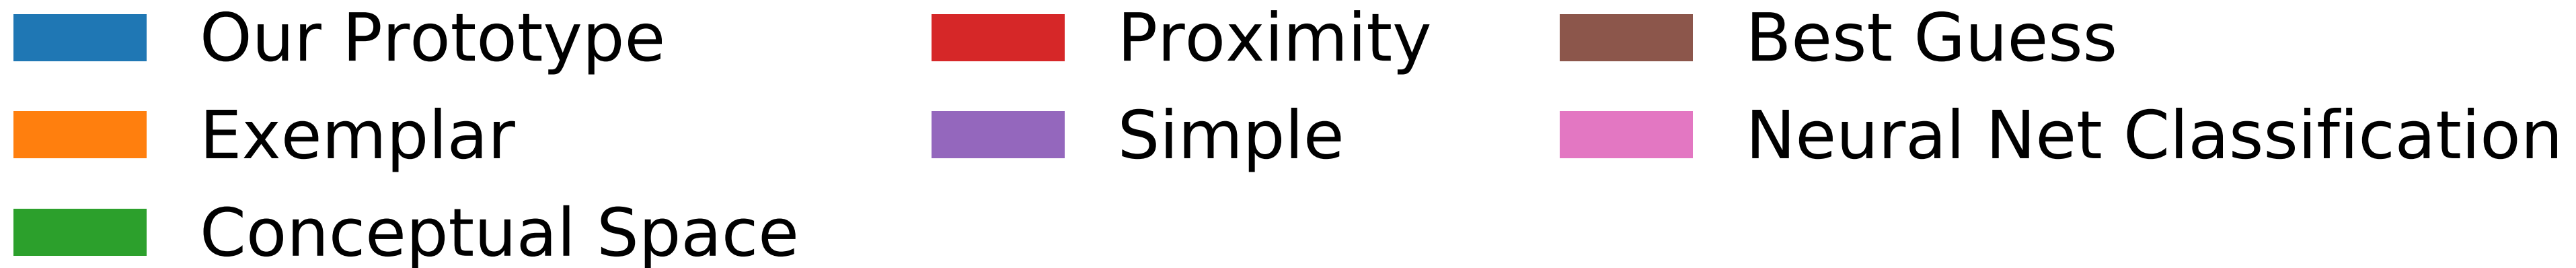 Our Prototype
Exemplar
Conceptual Space
Proximity
Simple
Best Guess
Neural Net Classification